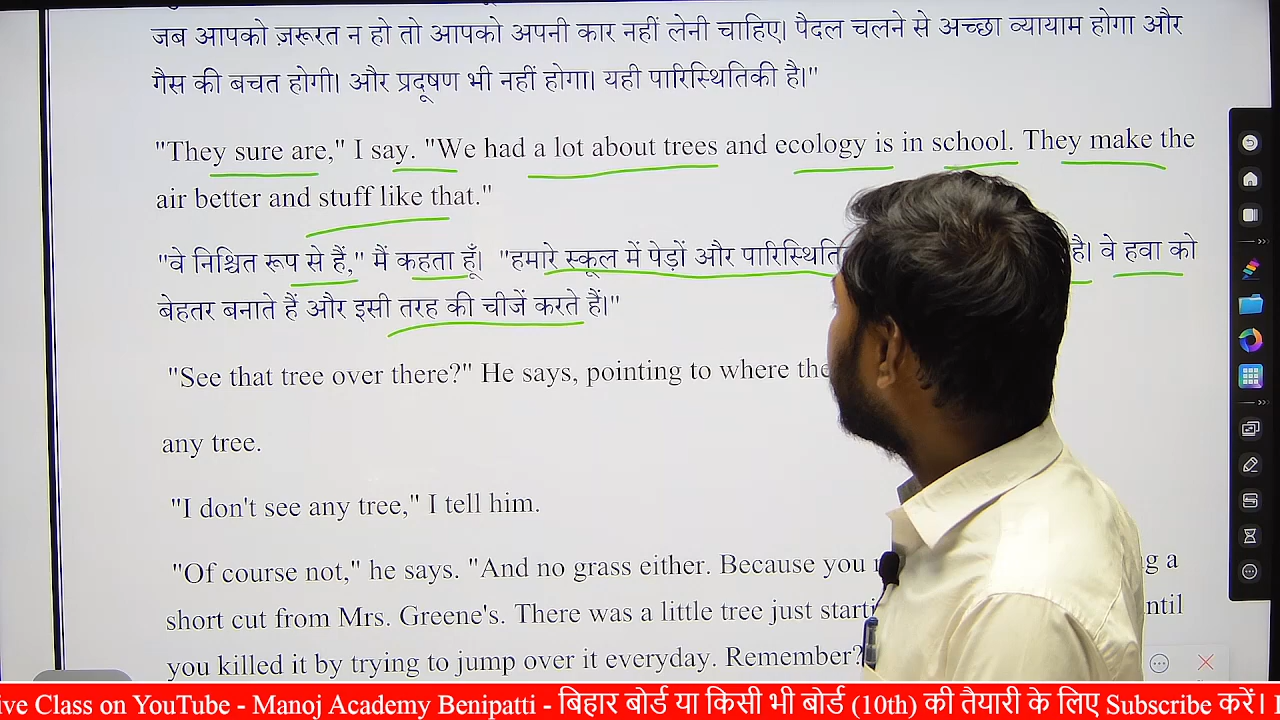 जब आपको ज़रूरत न हो तो आपको अपनी कार नहीं लेनी चाहिए। पैदल चलने से अच्छा व्यायाम होगा और
गैस की बचत होगी। और प्रदूषण भी नहीं होगा। यही पारिस्थितिकी है।"
"They sure are," I say. "We had a lot about trees and ecology is in school. They make the
air better and stuff like that."
"वे निश्चित रूप से हैं," मैं कहता हूँ।  "हमारे स्कूल में पेड़ों और है। वे हवा को
बेहतर बनाते हैं और इसी तरह की चीजें करते हैं।"
"See that tree over there?" He says, pointing to where
any tree.
"I don't see any tree," I tell him.
"Of course not," he says. "And no grass either. Because you a
short cut from Mrs. Greene's. There was a little tree just
you killed it by trying to jump over it everyday. Remember?
Class on YouTube - Manoj Academy Benipatti - बिहार बोर्ड या किसी भी बोर्ड (10th) की तैयारी के लिए Subscribe करें।